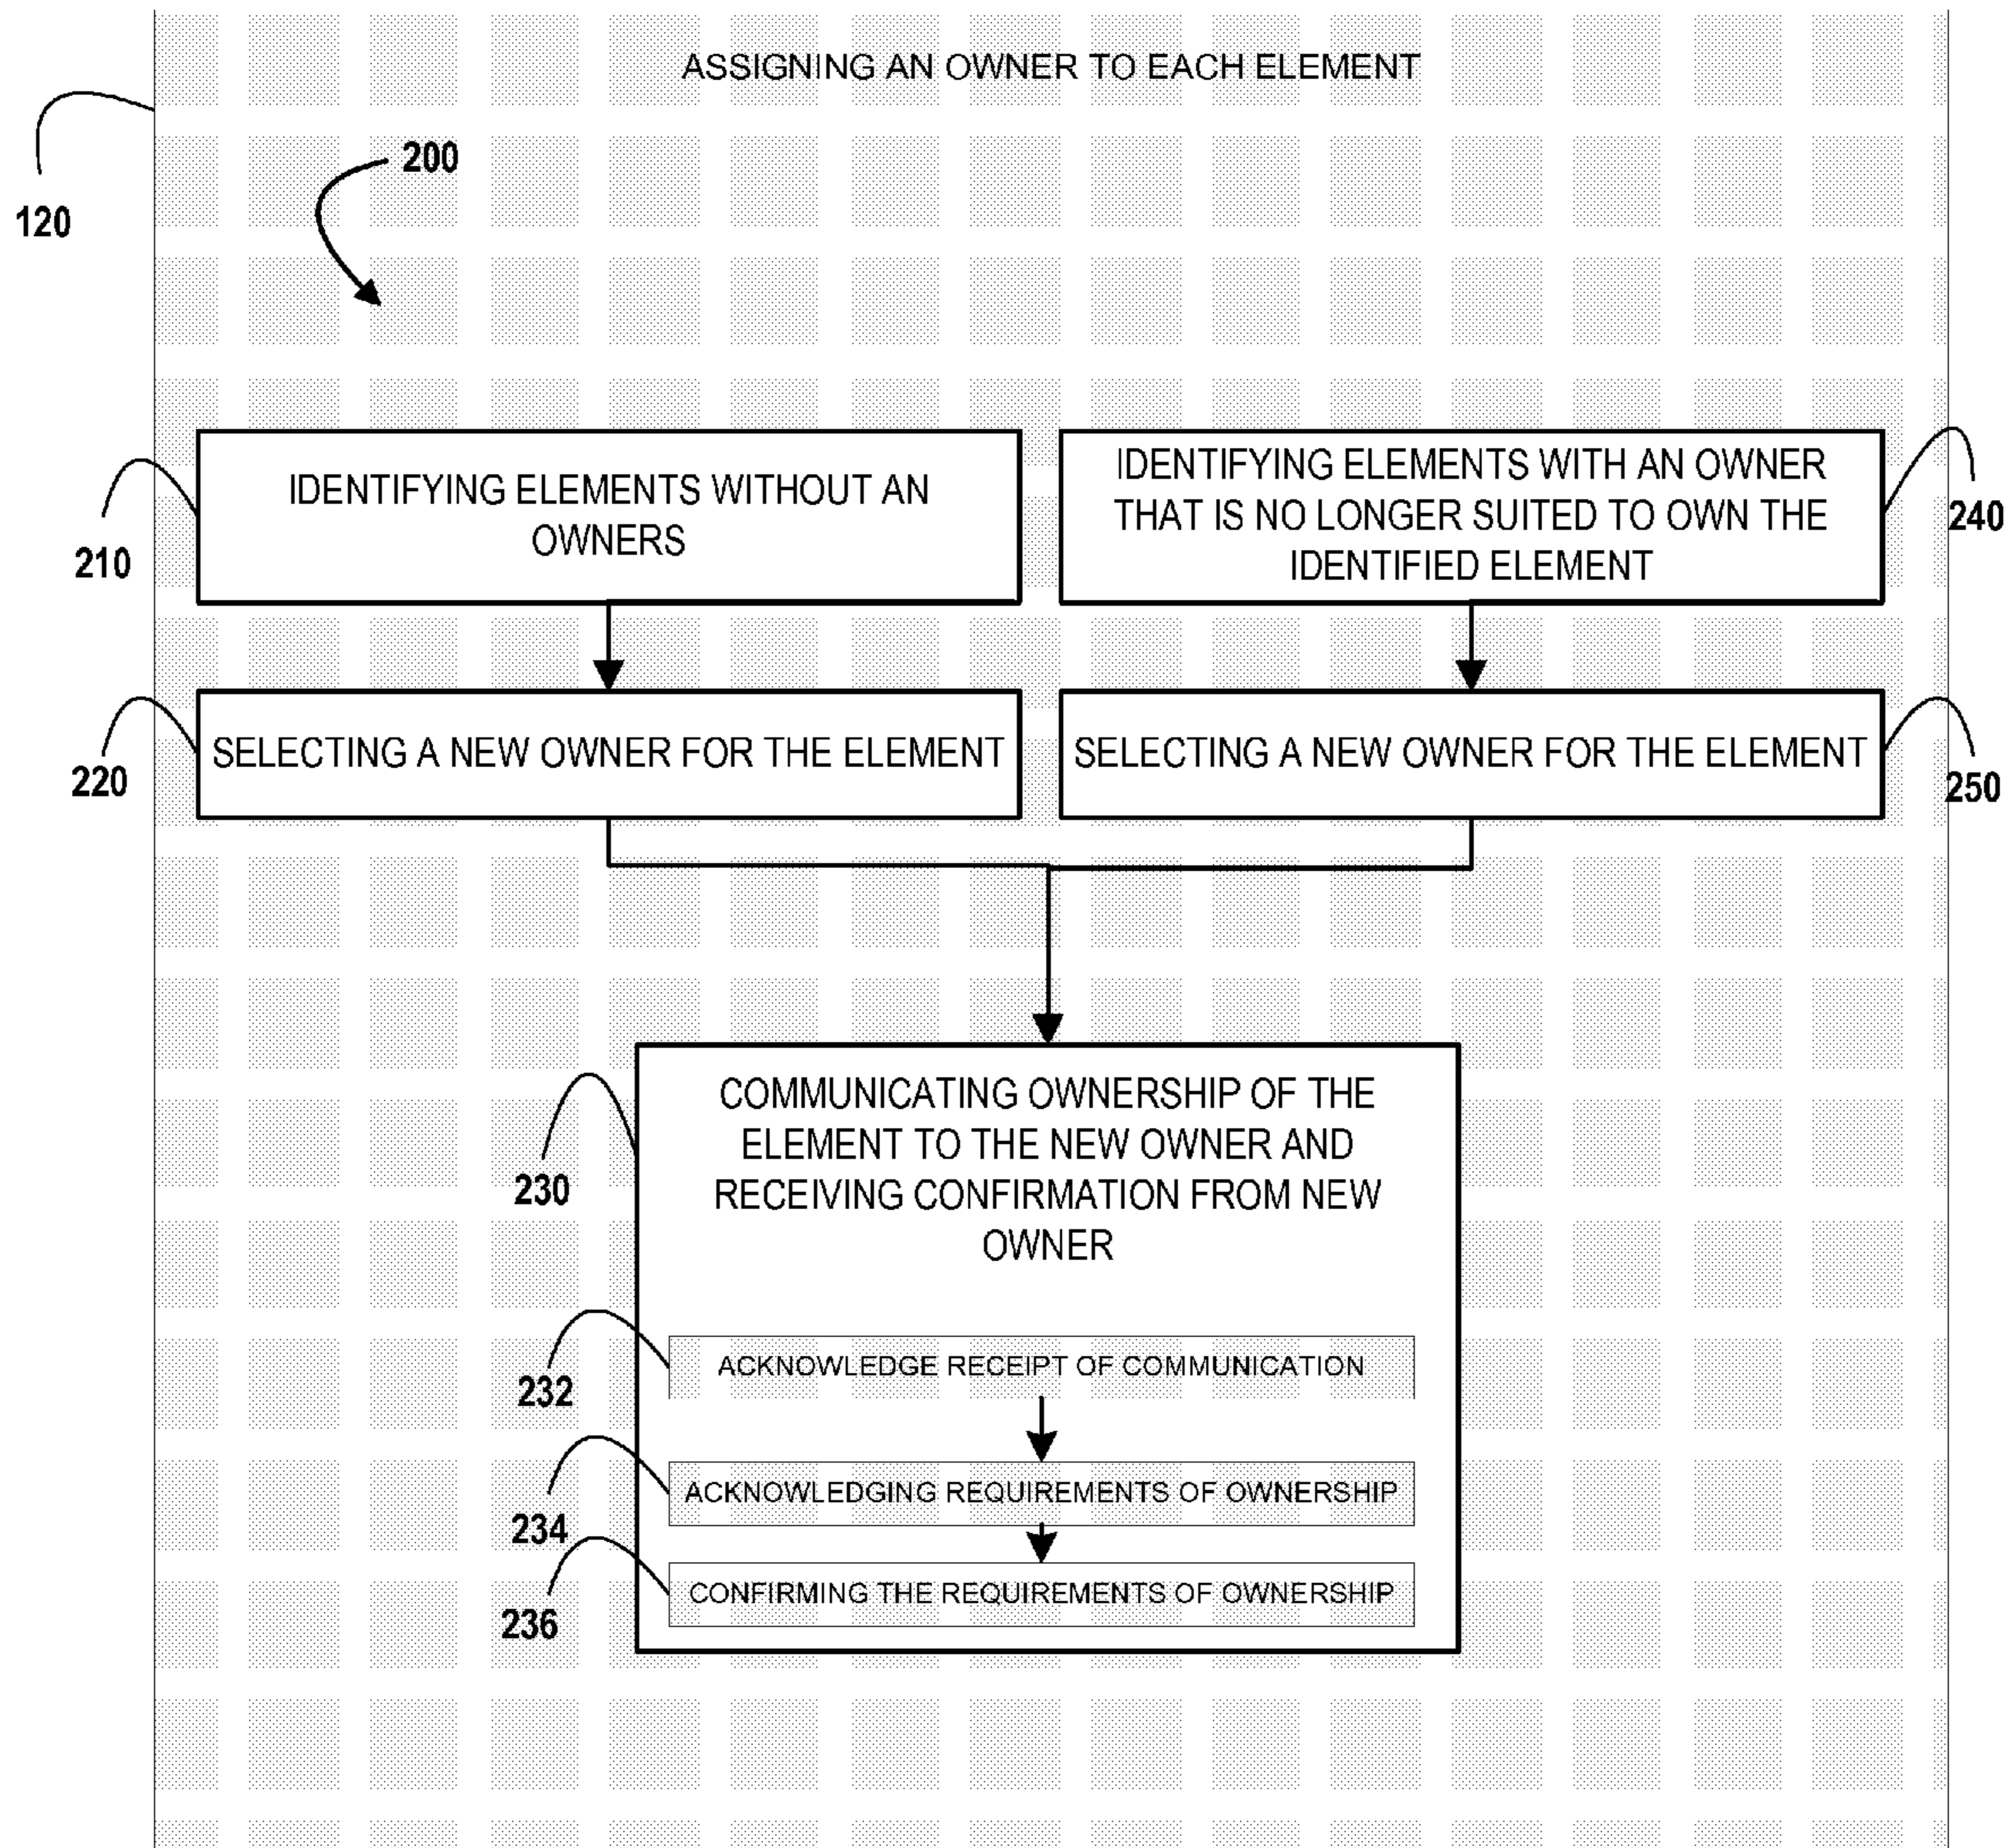 ASSIGNING AN OWNER TO EACH ELEMENT
200
120
IDENTIFYING ELEMENTS WITHOUT AN
OWNERS
210
IDENTIFYING ELEMENTS WITH AN OWNER
THAT IS NO LONGER SUITED TO OWN THE
IDENTIFIED ELEMENT
240
SELECTING A NEW OWNER FOR THE ELEMENT
220
SELECTING A NEW OWNER FOR THE ELEMENT
250
COMMUNICATING OWNERSHIP OF THE
ELEMENT TO THE NEW OWNER AND
RECEIVING CONFIRMATION FROM NEW
OWNER
230
ACKNOWLEDGE RECEIPT OF COMMUNICATION
232
ACKNOWLEDGING REQUIREMENTS OF OWNERSHIP
234
CONFIRMING THE REQUIREMENTS OF OWNERSHIP
236